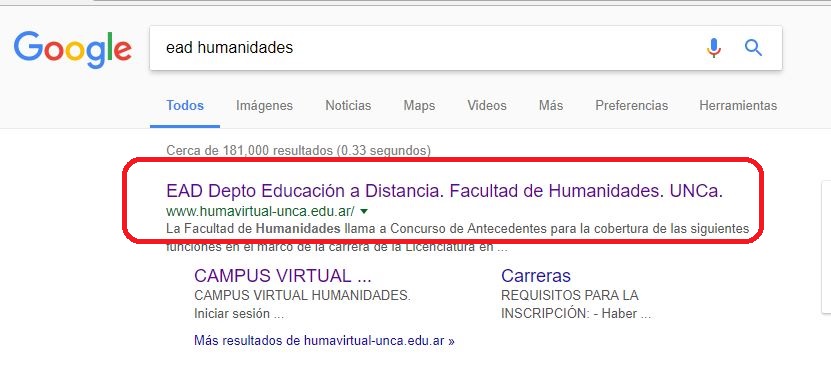 Google
ead humanidades
Todos Imágenes Noticias Maps Videos Más Preferencias Herramientas
Cerca de 181,000 resultados (0.33 segundos)
EAD Depto Educación a Distancia. Facultad de Humanidades. UNCa.
www.humavirtual-unca.edu.ar/
La Facultad de Humanidades llama a Concurso de Antecedentes para la cobertura de las siguientes
funciones en el marco de la carrera de la Licenciatura en ...
CAMPUS VIRTUAL ...
CAMPUS VIRTUAL HUMANIDADES.
Iniciar sesión ...
Carreras
REQUISITOS PARA LA
INSCRIPCIÓN: - Haber ...
Más resultados de humavirtual-unca.edu.ar »